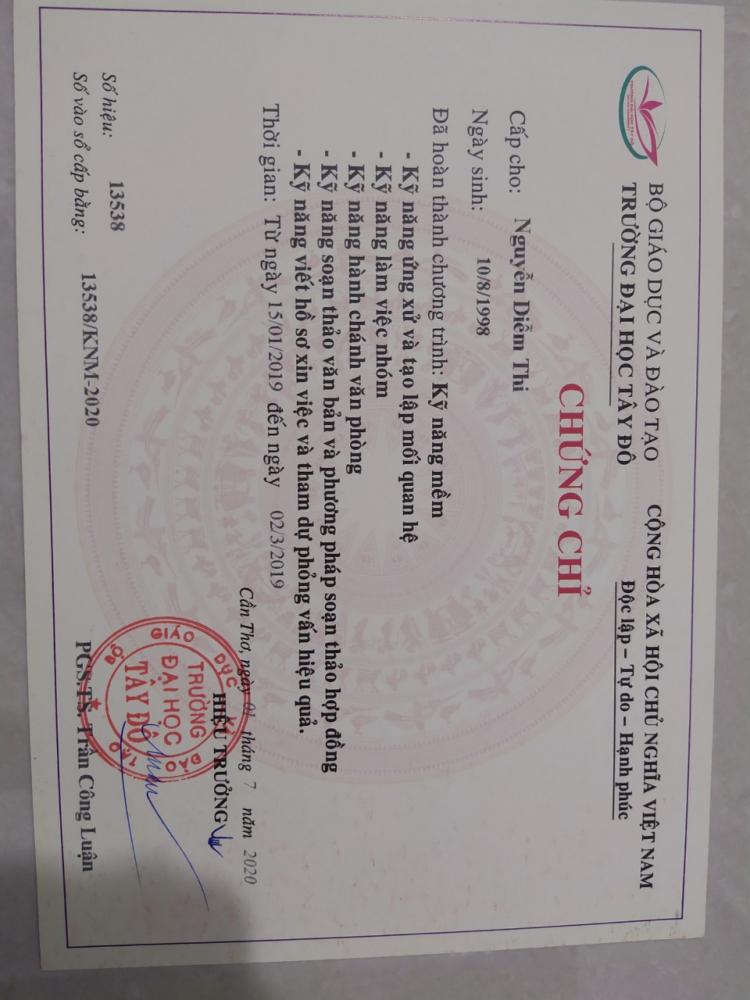 BỘ GIÁO DỤC VÀ ĐÀO TẠO
TRƯỜNG ĐẠI HỌC TÂY ĐÔ
CỘNG HÒA XÃ HỘI CHỦ NGHĨA VIỆT NAM
Độc lập – Tự do – Hạnh phúc
CHỨNG CHỈ
Cấp cho: Nguyễn Diễm Thi
Ngày sinh: 10/8/1998
Đã hoàn thành chương trình: Kỹ năng mềm
- Kỹ năng ứng xử và tạo lập mối quan hệ
- Kỹ năng làm việc nhóm
- Kỹ năng hành chánh văn phòng
- Kỹ năng soạn thảo văn bản và phương pháp soạn thảo hợp đồng
- Kỹ năng viết hồ sơ xin việc và tham dự phỏng vấn hiệu quả.
Thời gian: Từ ngày 15/01/2019 đến ngày 02/3/2019
Cần Thơ, ngày 01 tháng 7 năm 2020
HIỆU TRƯỞNG
BỘ GIÁO DỤC VÀ ĐÀO TẠO
TRƯỜNG
ĐẠI HỌC
TÂY ĐÔ
PGS.TS. Trần Công Luận
Số hiệu: 13538
Số vào sổ cấp bằng: 13538/KNM-2020